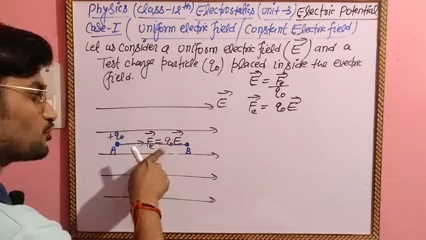 Physics (Class-12th) Electrostatics (Unit-3) Electric Potential
Case-I ( Uniform electric field / Constant Electric field)
Let us consider a uniform electric field (E⃗) and a
Test charge particle (q₀) placed inside the electric
field.
E⃗ = F⃗e/q₀
F⃗e = q₀E⃗
E⃗
+q₀
F⃗e = q₀E⃗
A B